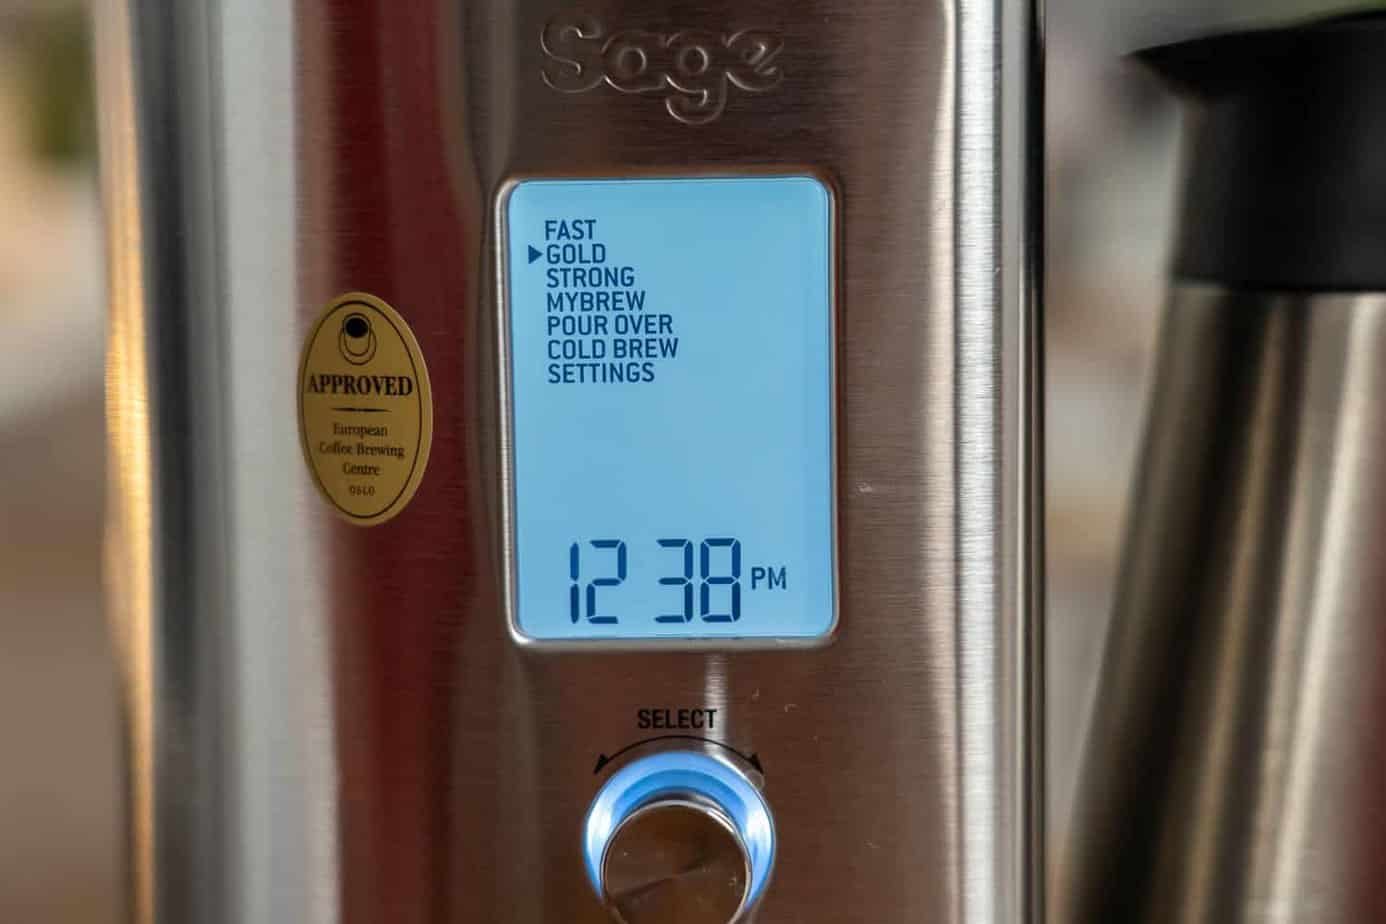 Sage
FAST
GOLD
STRONG
MYBREW
POUR OVER
COLD BREW
SETTINGS
12 38 PM
APPROVED
European
Coffee Brewing
Centre
SELECT